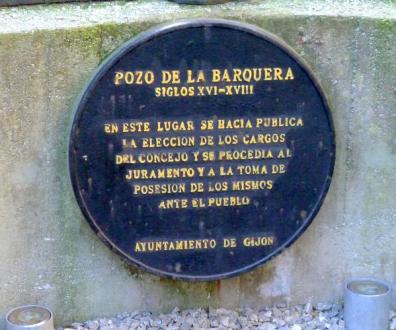 POZO DE LA BARQUERA
SIGLOS XVI-XVIII
EN ESTE LUGAR SE HACIA PUBLICA
LA ELECCION DE LOS CARGOS
DEL CONCEJO Y SE PROCEDIA AL
JURAMENTO Y A LA TOMA DE
POSESION DE LOS MISMOS
ANTE EL PUEBLO
AYUNTAMIENTO DE GIJON